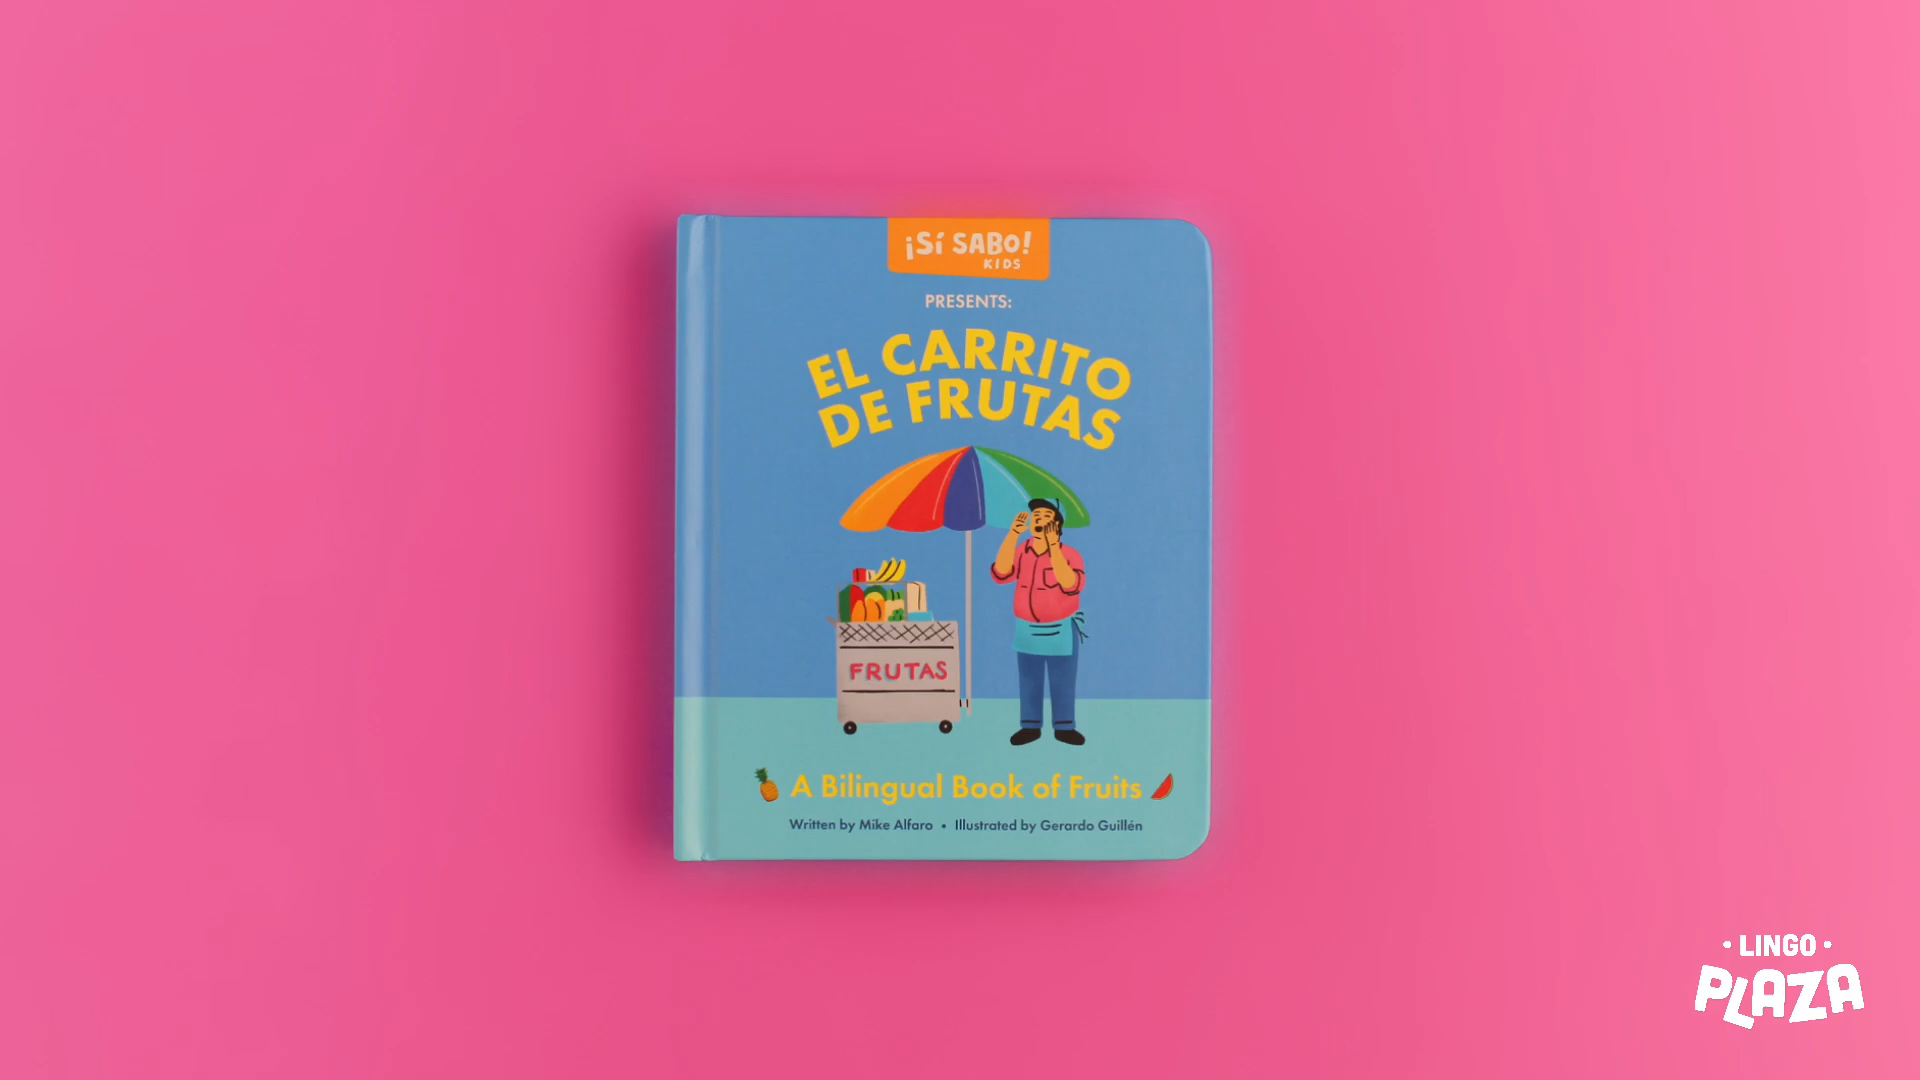 ¡Sí SABO!
KIDS
PRESENTS:
EL CARRITO
DE FRUTAS
FRUTAS
A Bilingual Book of Fruits
Written by Mike Alfaro • Illustrated by Gerardo Guillén
• LINGO •
PLAZA